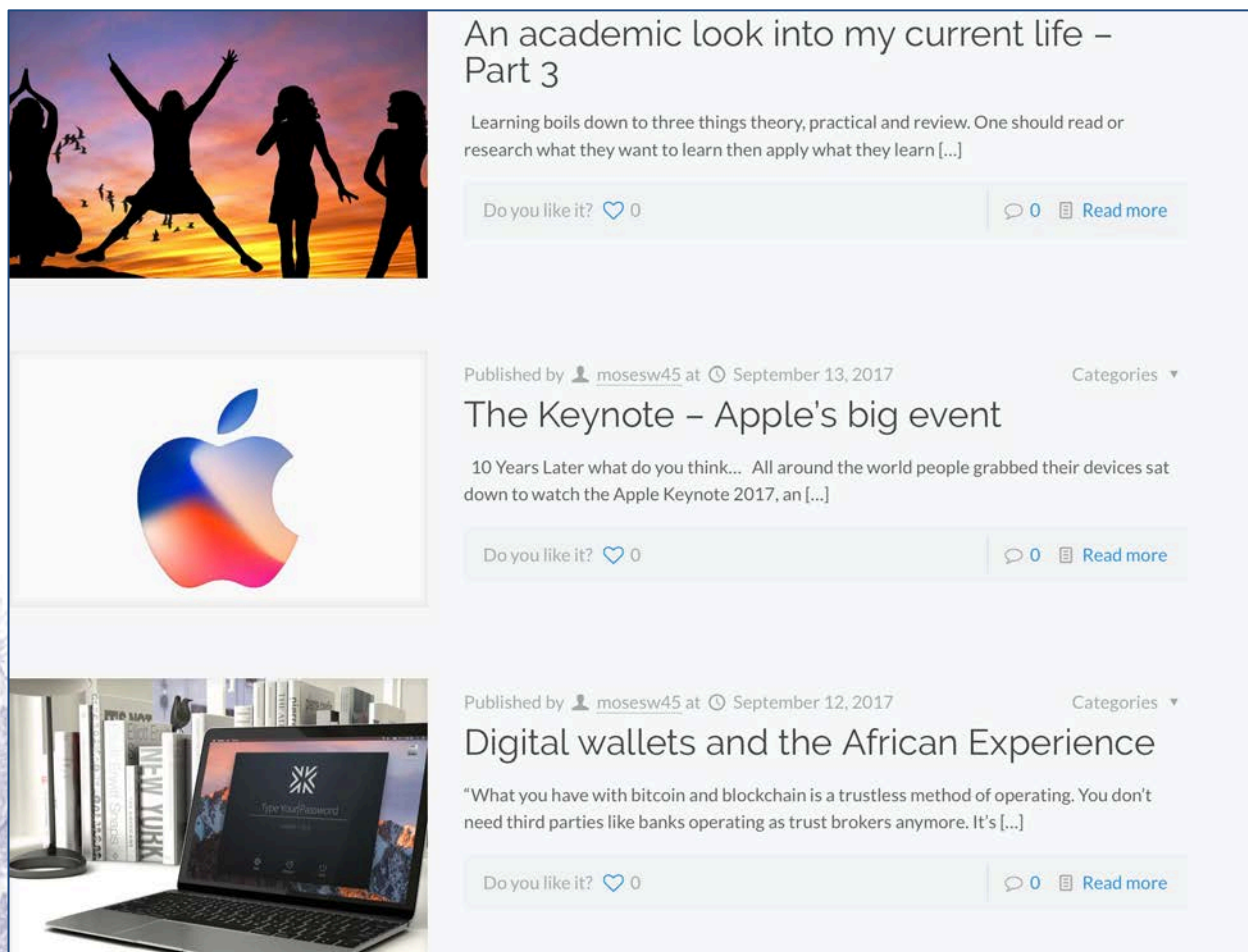 An academic look into my current life –
Part 3
Learning boils down to three things theory, practical and review. One should read or
research what they want to learn then apply what they learn [...]
Do you like it? 0
0 Read more
Published by mosesw45 at September 13, 2017
Categories
The Keynote – Apple’s big event
10 Years Later what do you think... All around the world people grabbed their devices sat
down to watch the Apple Keynote 2017, an [...]
Do you like it? 0
0 Read more
Published by mosesw45 at September 12, 2017
Categories
Digital wallets and the African Experience
“What you have with bitcoin and blockchain is a trustless method of operating. You don’t
need third parties like banks operating as trust brokers anymore. It’s [...]
Do you like it? 0
0 Read more
NEW YORK
Type Your Password